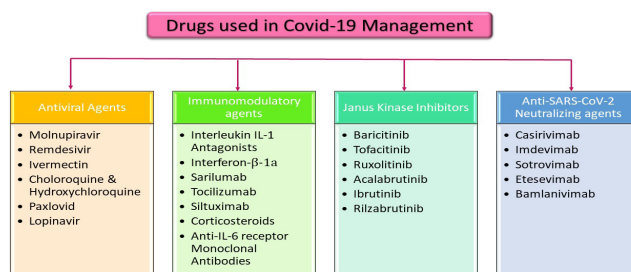 Drugs used in Covid-19 Management
Antiviral Agents
• Molnupiravir
• Remdesivir
• Ivermectin
• Choloroquine &
Hydroxychloroquine
• Paxlovid
• Lopinavir
Immunomodulatory
agents
• Interleukin IL-1
Antagonists
• Interferon-β-1a
• Sarilumab
• Tocilizumab
• Siltuximab
• Corticosteroids
• Anti-IL-6 receptor
Monoclonal
Antibodies
Janus Kinase Inhibitors
• Baricitinib
• Tofacitinib
• Ruxolitinib
• Acalabrutinib
• Ibrutinib
• Rilzabrutinib
Anti-SARS-CoV-2
Neutralizing agents
• Casirivimab
• Imdevimab
• Sotrovimab
• Etesevimab
• Bamlanivimab